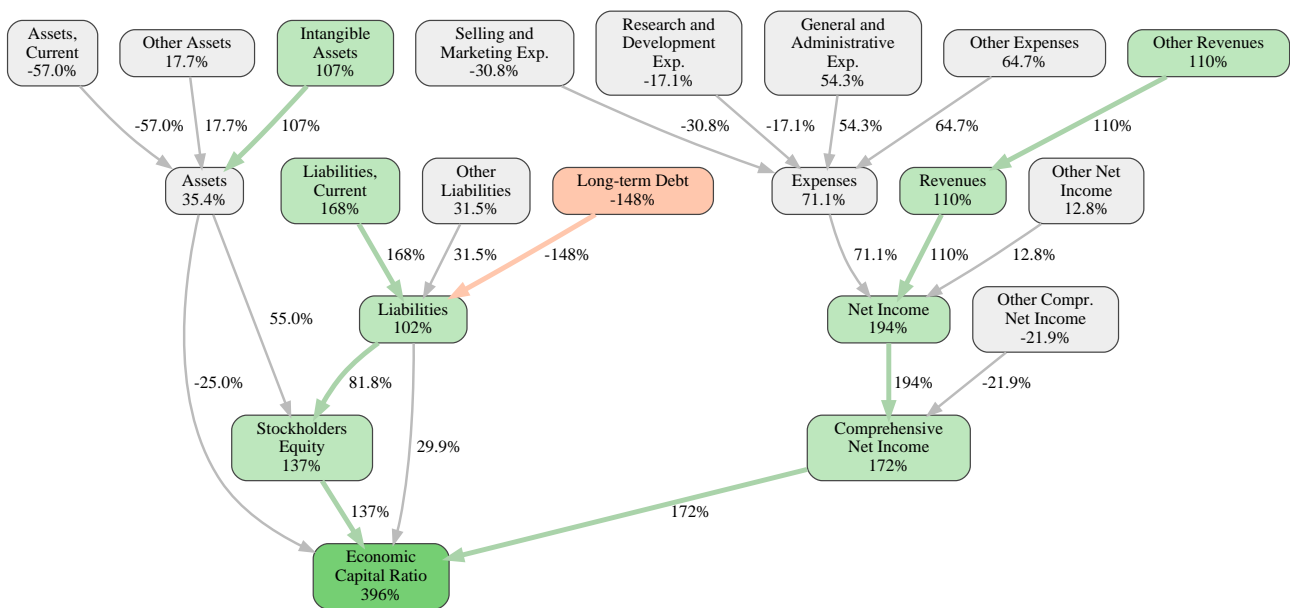 Assets,
Current
-57.0%
Other Assets
17.7%
Intangible
Assets
107%
Selling and
Marketing Exp.
-30.8%
Research and
Development
Exp.
-17.1%
General and
Administrative
Exp.
54.3%
Other Expenses
64.7%
Other Revenues
110%
-57.0%
17.7%
107%
-30.8%
-17.1%
54.3%
64.7%
110%
Assets
35.4%
Liabilities,
Current
168%
Other
Liabilities
31.5%
Long-term Debt
-148%
Expenses
71.1%
Revenues
110%
Other Net
Income
12.8%
168%
31.5%
-148%
71.1%
110%
12.8%
55.0%
Liabilities
102%
Net Income
194%
Other Compr.
Net Income
-21.9%
-25.0%
81.8%
194%
-21.9%
Stockholders
Equity
137%
29.9%
Comprehensive
Net Income
172%
137%
172%
Economic
Capital Ratio
396%